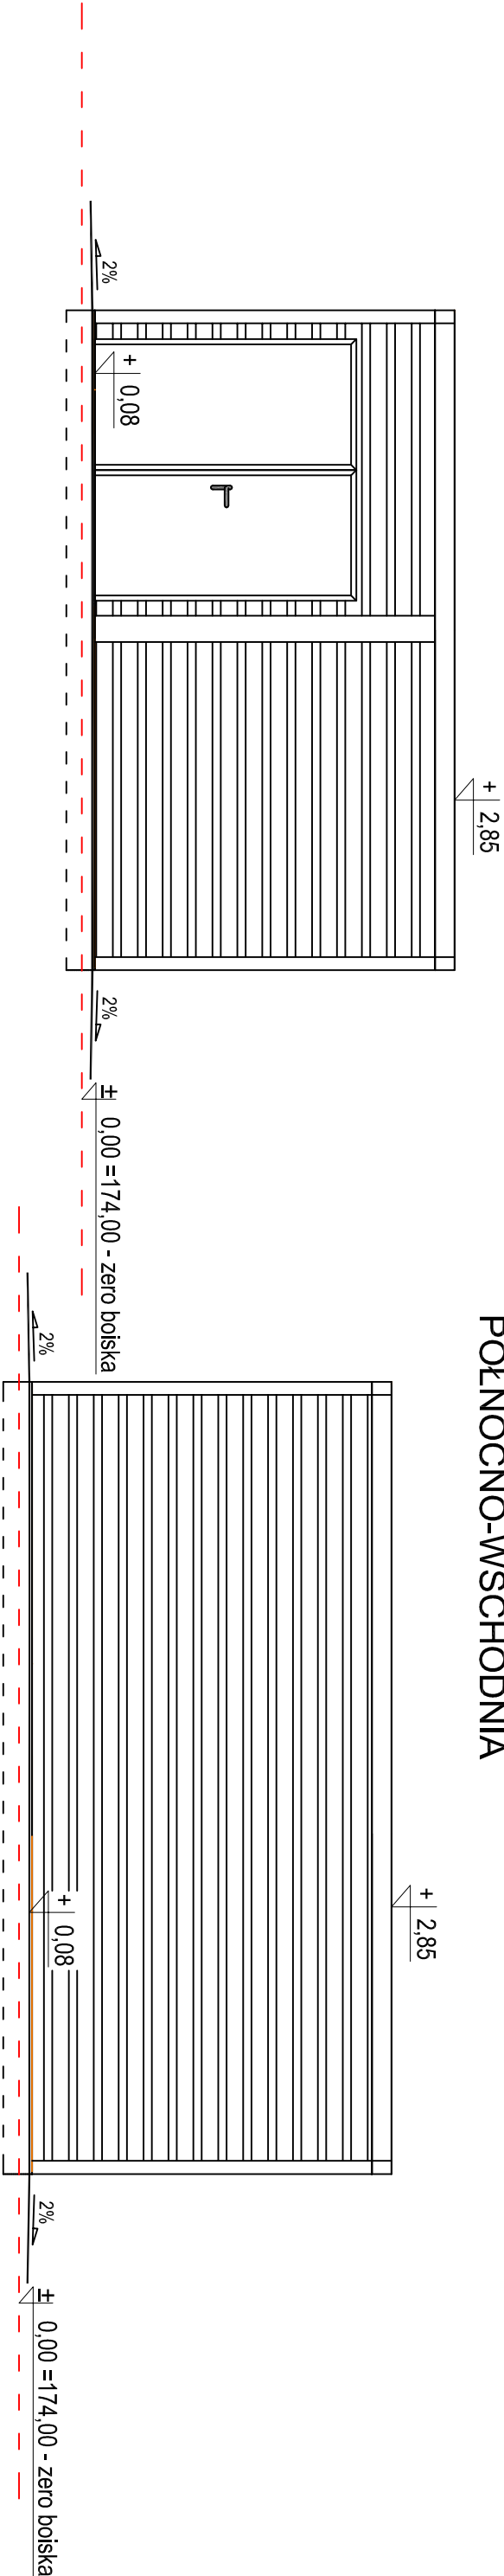 2%
+ 0,08
+ 2,85
2%
± 0,00 =174,00 - zero boiska
PÓŁNOCNO-WSCHODNIA
2%
+ 2,85
+ 0,08
2%
± 0,00 =174,00 - zero boiska